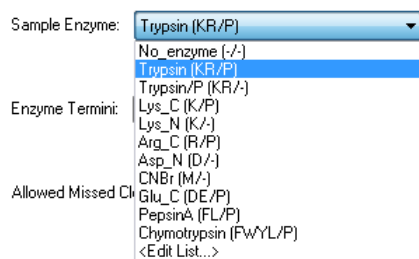 Sample Enzyme: Trypsin (KR/P)
No_enzyme (-/-)
Trypsin (KR/P)
Trypsin/P (KR/-)
Enzyme Termini:
Lys_C (K/P)
Lys_N (K/-)
Arg_C (R/P)
Asp_N (D/-)
CNBr (M/-)
Allowed Missed Cl
Glu_C (DE/P)
PepsinA (FL/P)
Chymotrypsin (FWYL/P)
<Edit List...>